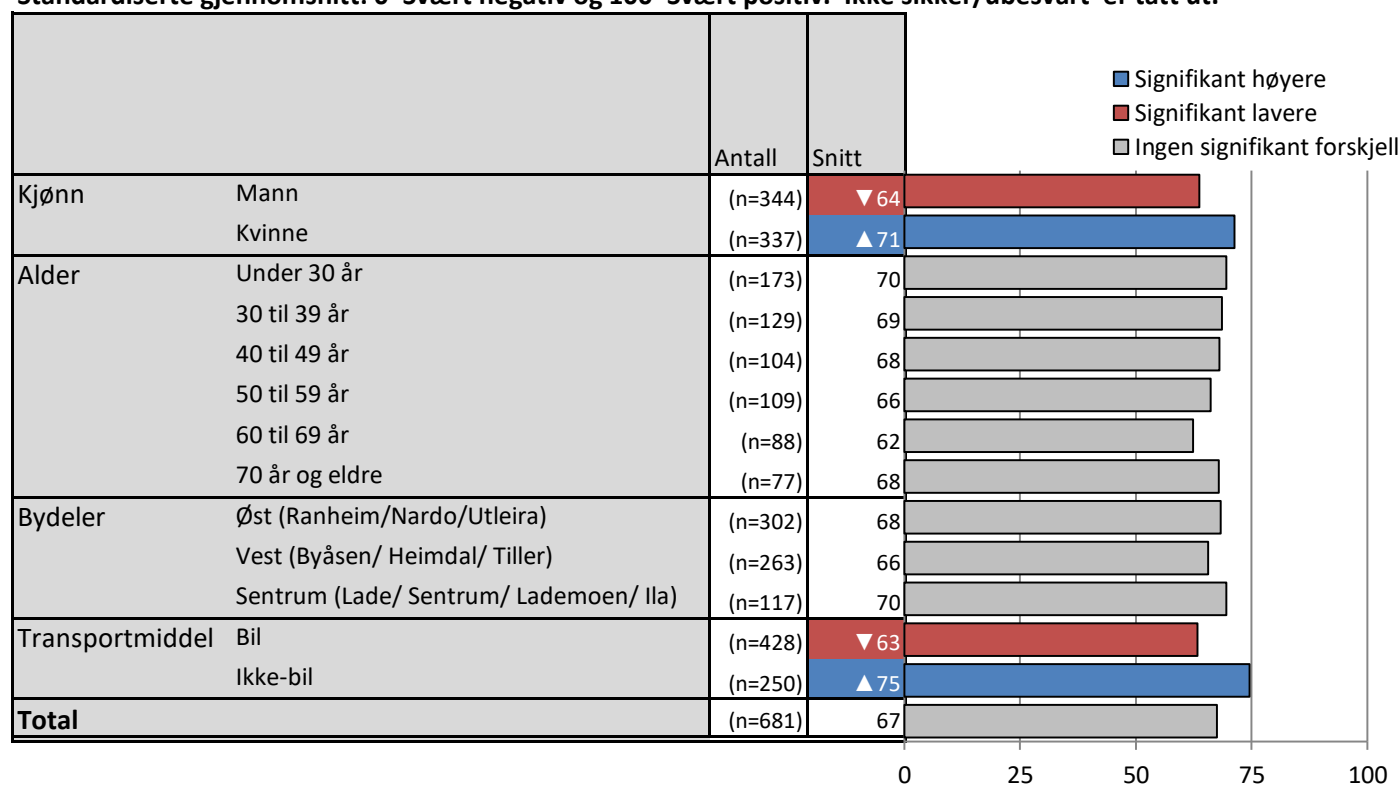 Signifikant høyere
Signifikant lavere
Ingen signifikant forskjell
Antall Snitt
Kjønn Mann (n=344) ▼64
Kvinne (n=337) ▲71
Alder Under 30 år (n=173) 70
30 til 39 år (n=129) 69
40 til 49 år (n=104) 68
50 til 59 år (n=109) 66
60 til 69 år (n=88) 62
70 år og eldre (n=77) 68
Bydeler Øst (Ranheim/Nardo/Utleira) (n=302) 68
Vest (Byåsen/ Heimdal/ Tiller) (n=263) 66
Sentrum (Lade/ Sentrum/ Lademoen/ Ila) (n=117) 70
Transportmiddel Bil (n=428) ▼63
Ikke-bil (n=250) ▲75
Total (n=681) 67
0 25 50 75 100